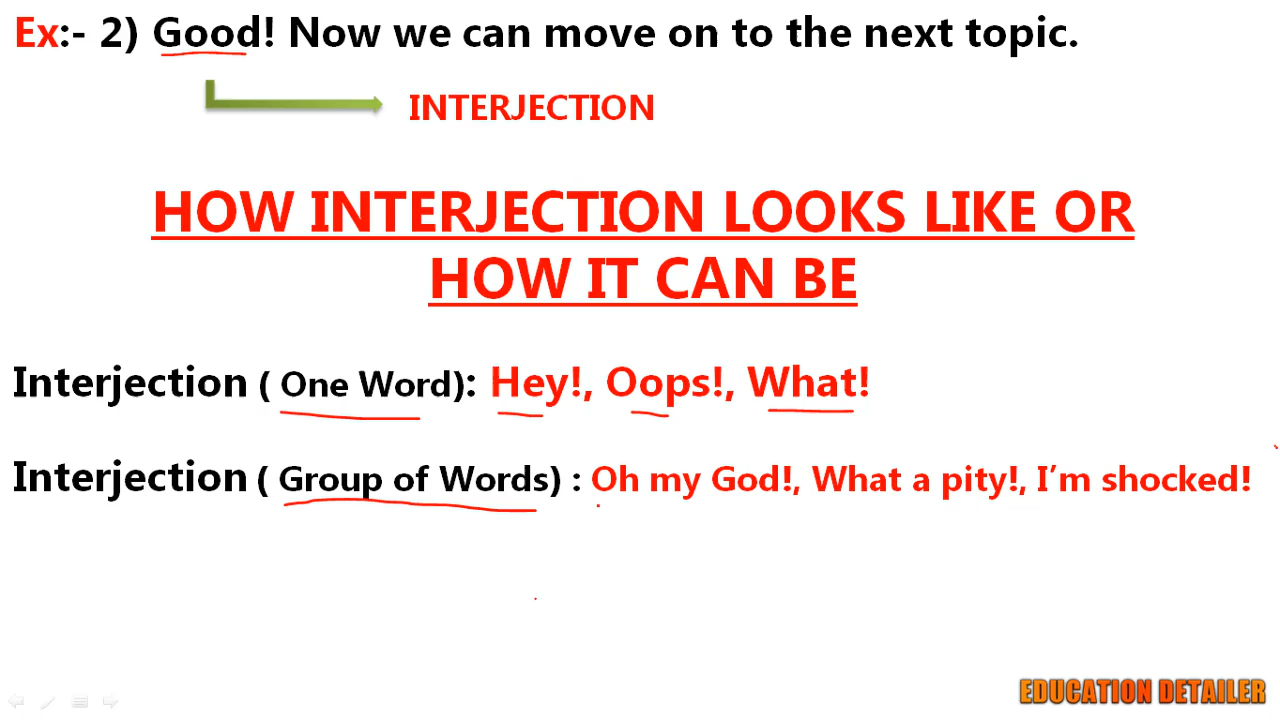 Ex:- 2) Good! Now we can move on to the next topic.
INTERJECTION
HOW INTERJECTION LOOKS LIKE OR
HOW IT CAN BE
Interjection ( One Word): Hey!, Oops!, What!
Interjection ( Group of Words) : Oh my God!, What a pity!, I’m shocked!
EDUCATION DETAILER